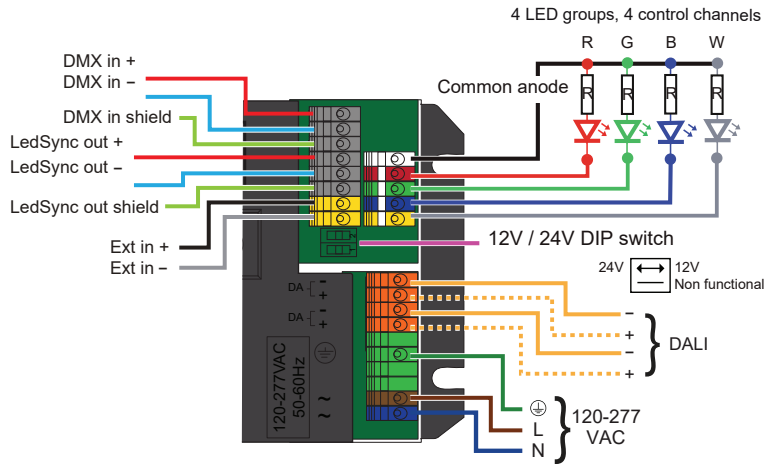 4 LED groups, 4 control channels
R G B W
DMX in +
DMX in –
Common anode
R R R R
DMX in shield
LedSync out +
LedSync out –
LedSync out shield
Ext in +
Ext in –
12V / 24V DIP switch
24V 12V
Non functional
DA - +
DA - +
120-277VAC
50-60Hz
~
~
–
+
–
+
DALI
L
N
120-277
VAC